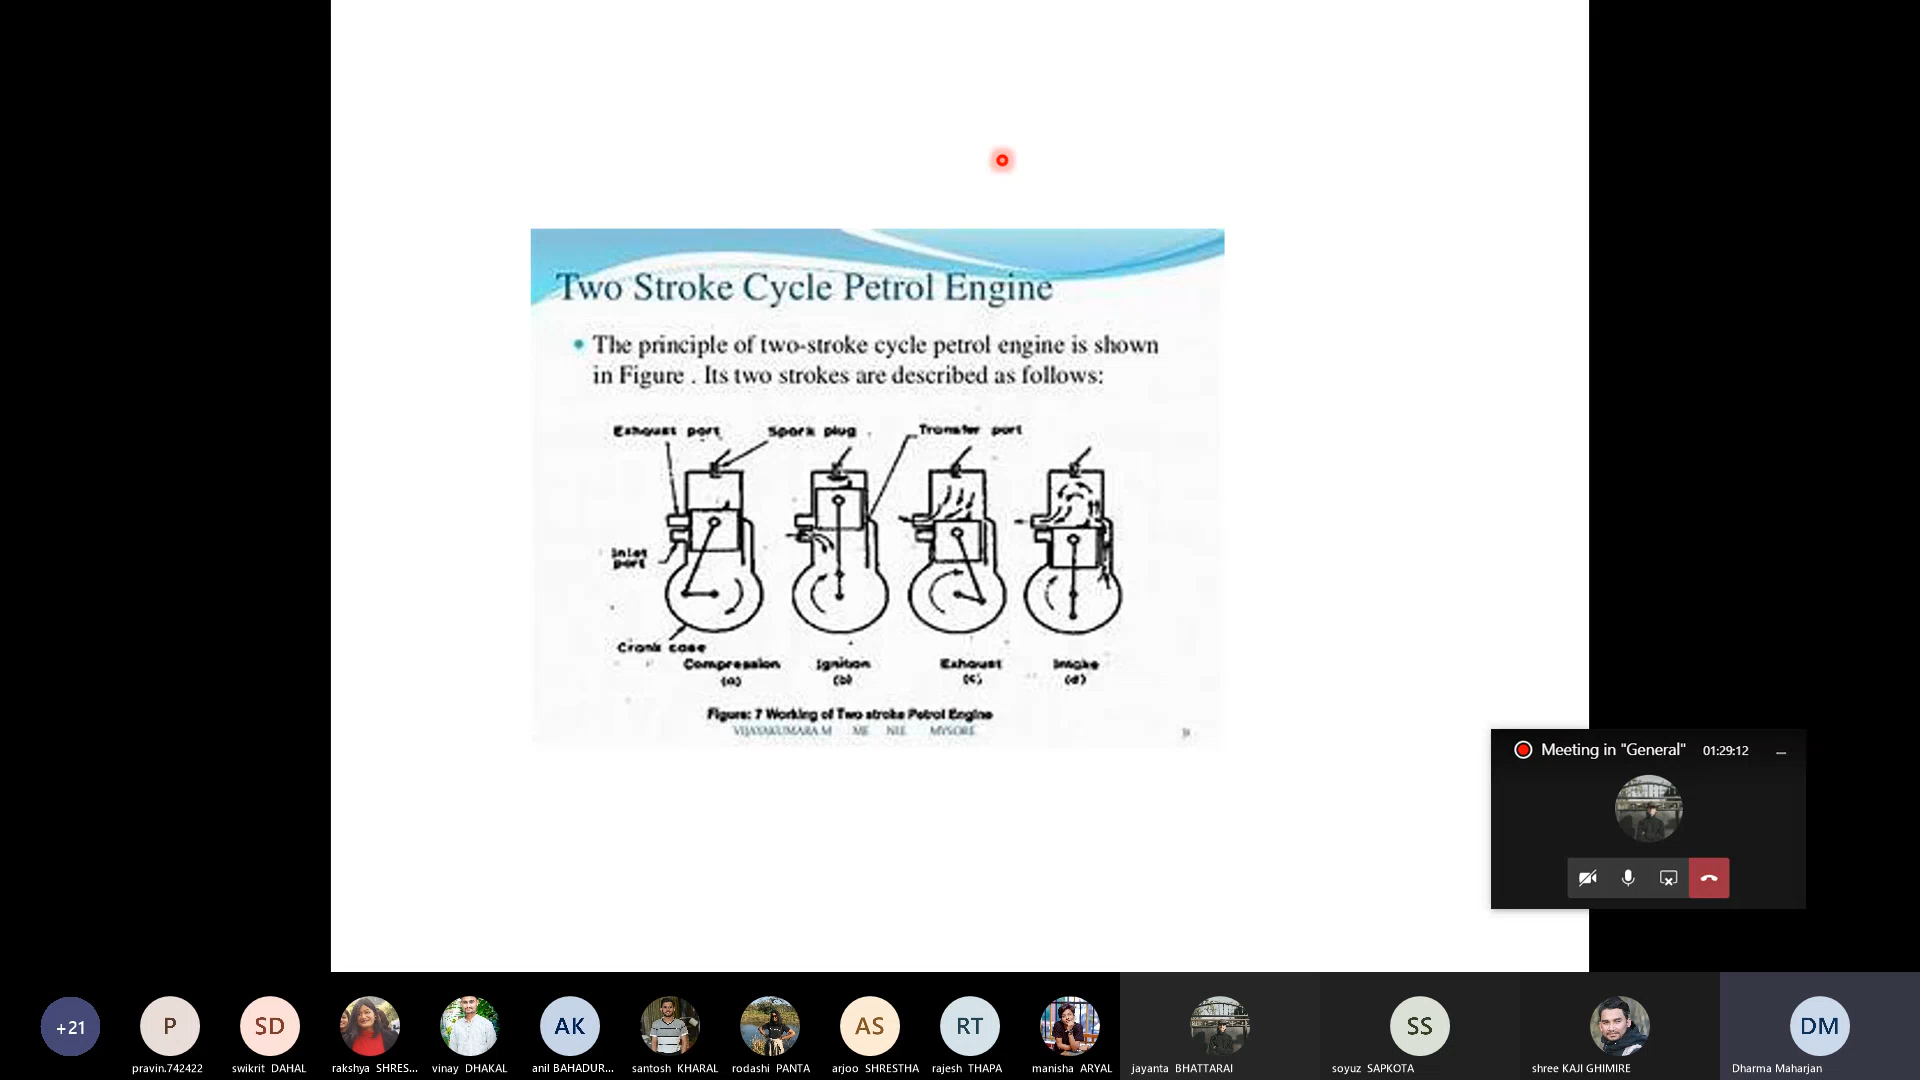 Two Stroke Cycle Petrol Engine
• The principle of two-stroke cycle petrol engine is shown
in Figure . Its two strokes are described as follows:
Exhaust port
Spark plug
Transfer port
Inlet
port
Crank case
Compression
(a)
Ignition
(b)
Exhaust
(c)
Intake
(d)
Figure: 7 Working of Two stroke Petrol Engine
VIJAYAKUMARA.M ME NIE MYSORE
Meeting in "General" 01:29:12
+21
P
SD
AK
AS
RT
SS
DM
pravin.742422
swikrit DAHAL
rakshya SHRES...
vinay DHAKAL
anil BAHADUR...
santosh KHARAL
rodashi PANTA
arjoo SHRESTHA
rajesh THAPA
manisha ARYAL
jayanta BHATTARAI
soyuz SAPKOTA
shree KAJI GHIMIRE
Dharma Maharjan